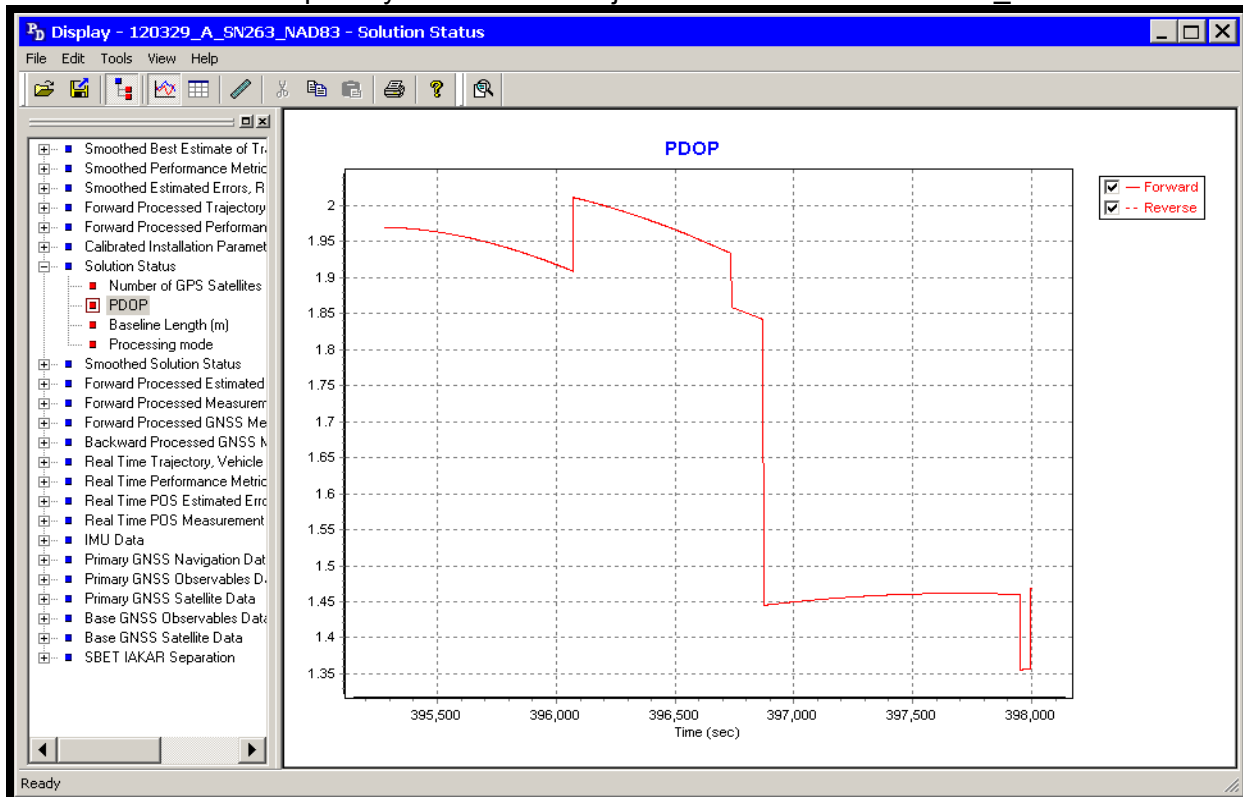 PD Display - 120329_A_SN263_NAD83 - Solution Status
File Edit Tools View Help
Smoothed Best Estimate of Tr
Smoothed Performance Metric
Smoothed Estimated Errors, R
Forward Processed Trajectory
Forward Processed Performan
Calibrated Installation Paramet
Solution Status
Number of GPS Satellites
PDOP
Baseline Length (m)
Processing mode
Smoothed Solution Status
Forward Processed Estimated
Forward Processed Measurem
Forward Processed GNSS Me
Backward Processed GNSS M
Real Time Trajectory, Vehicle
Real Time Performance Metric
Real Time POS Estimated Erro
Real Time POS Measurement
IMU Data
Primary GNSS Navigation Dat
Primary GNSS Observables D
Primary GNSS Satellite Data
Base GNSS Observables Data
Base GNSS Satellite Data
SBET IAKAR Separation
PDOP
2
1.95
1.9
1.85
1.8
1.75
1.7
1.65
1.6
1.55
1.5
1.45
1.4
1.35
395,500 396,000 396,500 397,000 397,500 398,000
Time (sec)
Forward
Reverse
Ready